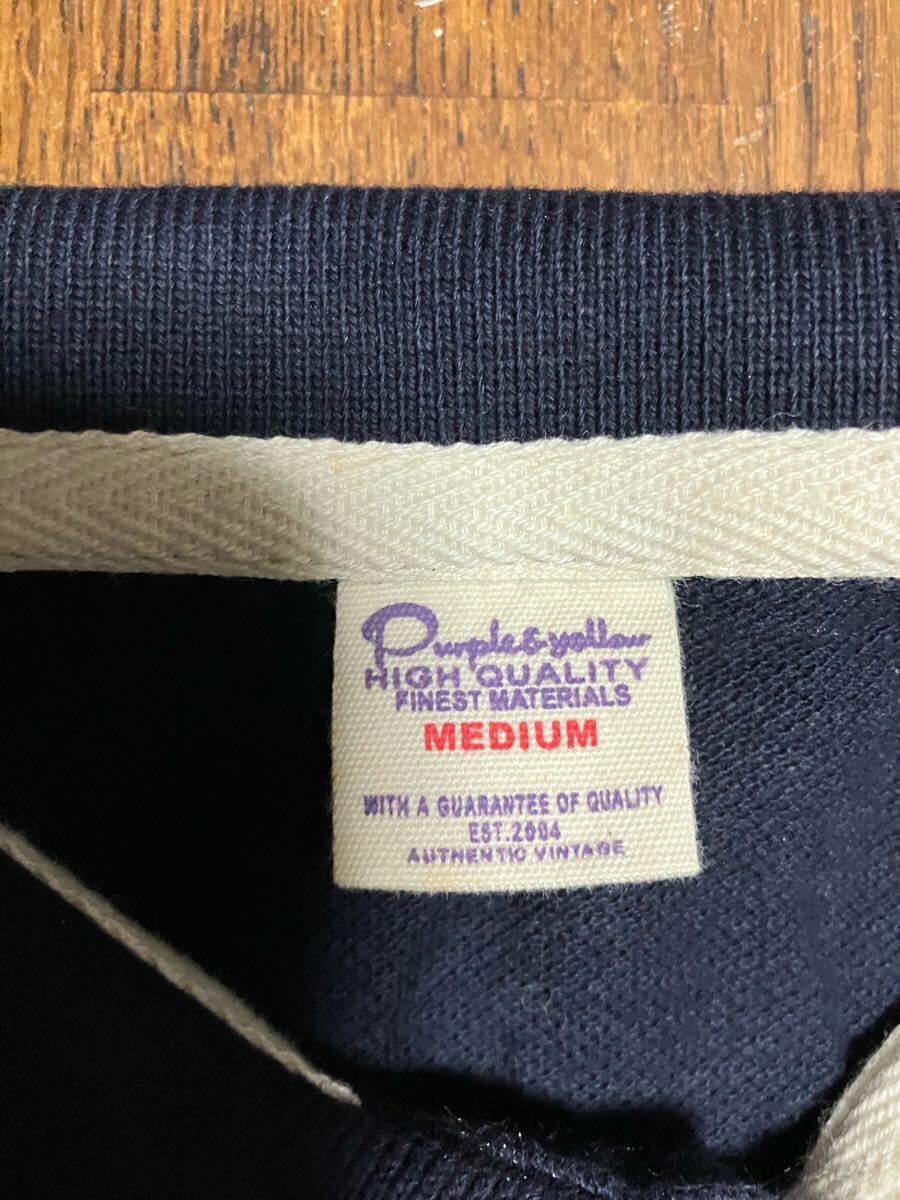 Purple & yellow
HIGH QUALITY
FINEST MATERIALS
MEDIUM
WITH A GUARANTEE OF QUALITY
EST.2004
AUTHENTIC VINTAGE